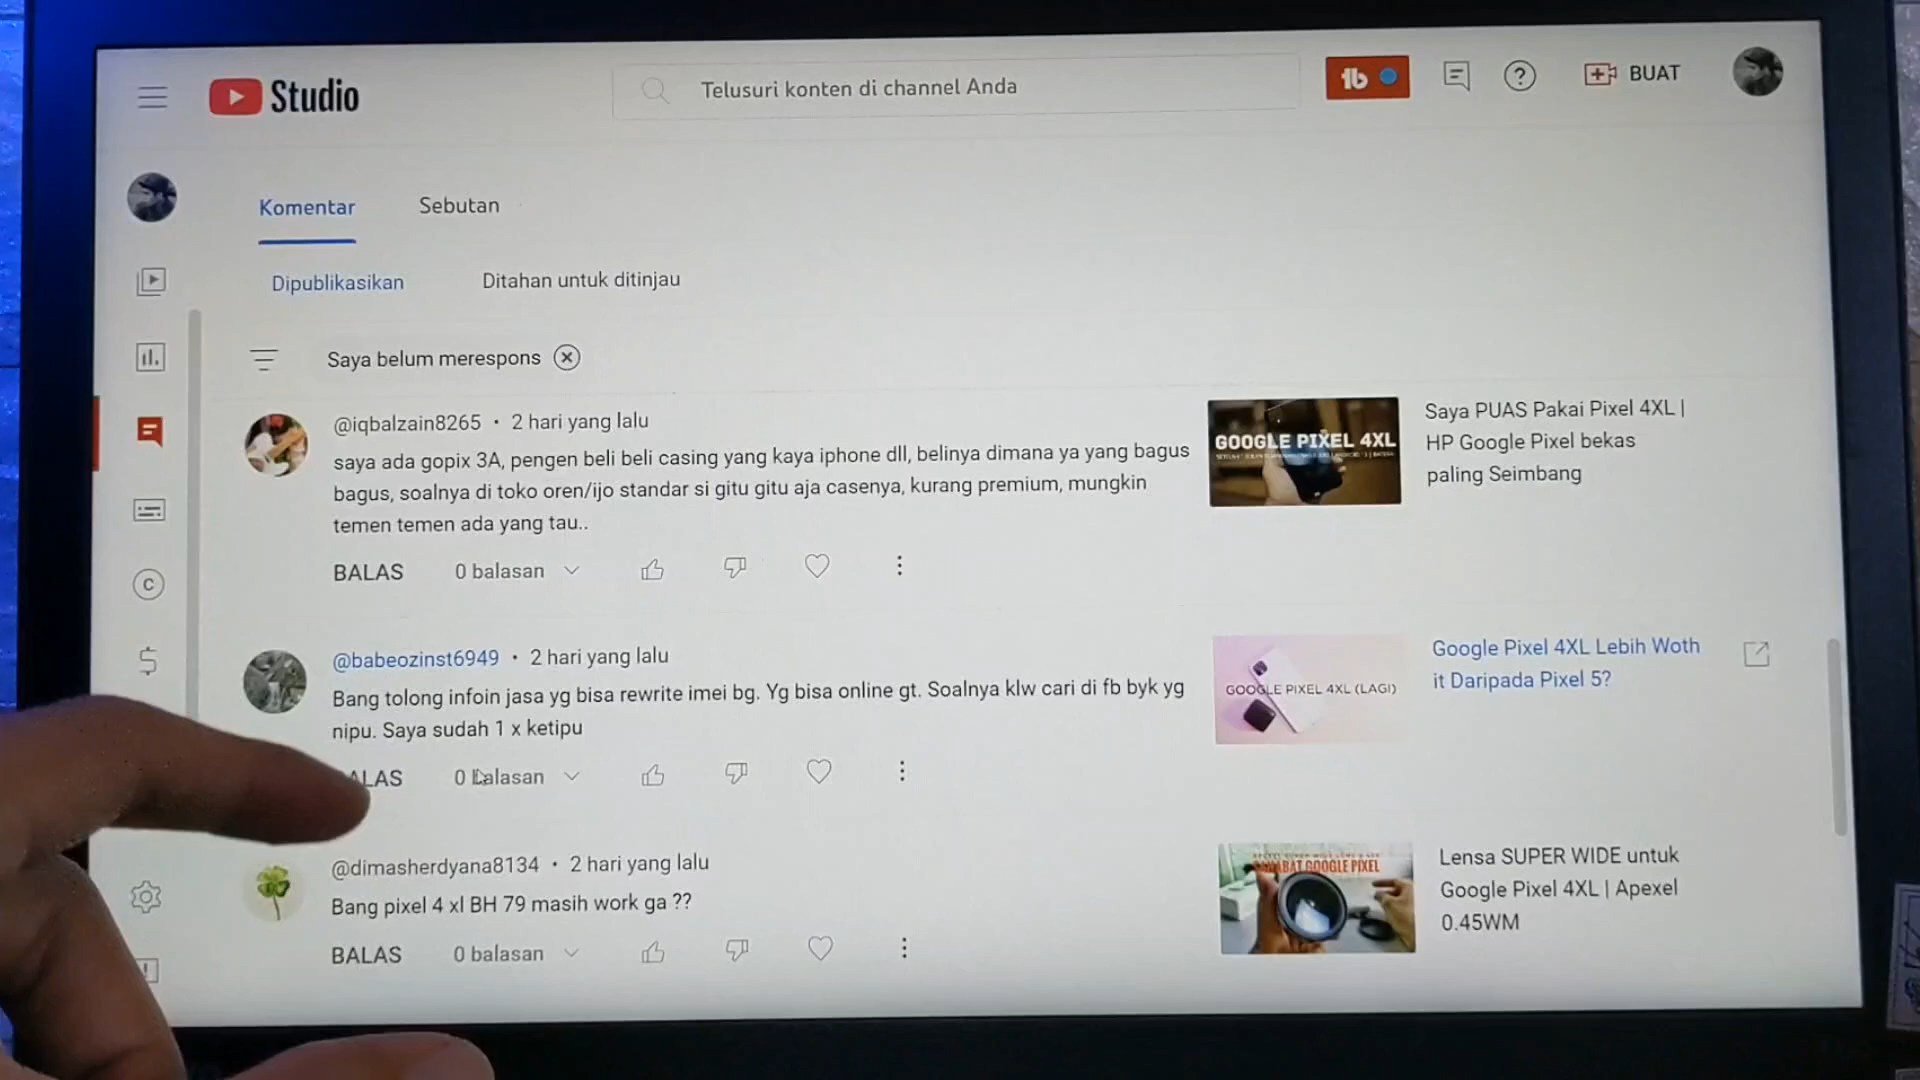 Studio
Telusuri konten di channel Anda
BUAT
Komentar
Sebutan
Dipublikasikan
Ditahan untuk ditinjau
Saya belum merespons
@iqbalzain8265 • 2 hari yang lalu
saya ada gopix 3A, pengen beli beli casing yang kaya iphone dll, belinya dimana ya yang bagus
bagus, soalnya di toko oren/ijo standar si gitu gitu aja casenya, kurang premium, mungkin
temen temen ada yang tau..
BALAS
0 balasan
GOOGLE PIXEL 4XL
Saya PUAS Pakai Pixel 4XL |
HP Google Pixel bekas
paling Seimbang
@babeozinst6949 • 2 hari yang lalu
Bang tolong infoin jasa yg bisa rewrite imei bg. Yg bisa online gt. Soalnya klw cari di fb byk yg
nipu. Saya sudah 1 x ketipu
ALAS
0 balasan
GOOGLE PIXEL 4XL (LAGI)
Google Pixel 4XL Lebih Woth
it Daripada Pixel 5?
@dimasherdyana8134 • 2 hari yang lalu
Bang pixel 4 xl BH 79 masih work ga ??
BALAS
0 balasan
GOOGLE PIXEL
Lensa SUPER WIDE untuk
Google Pixel 4XL | Apexel
0.45WM